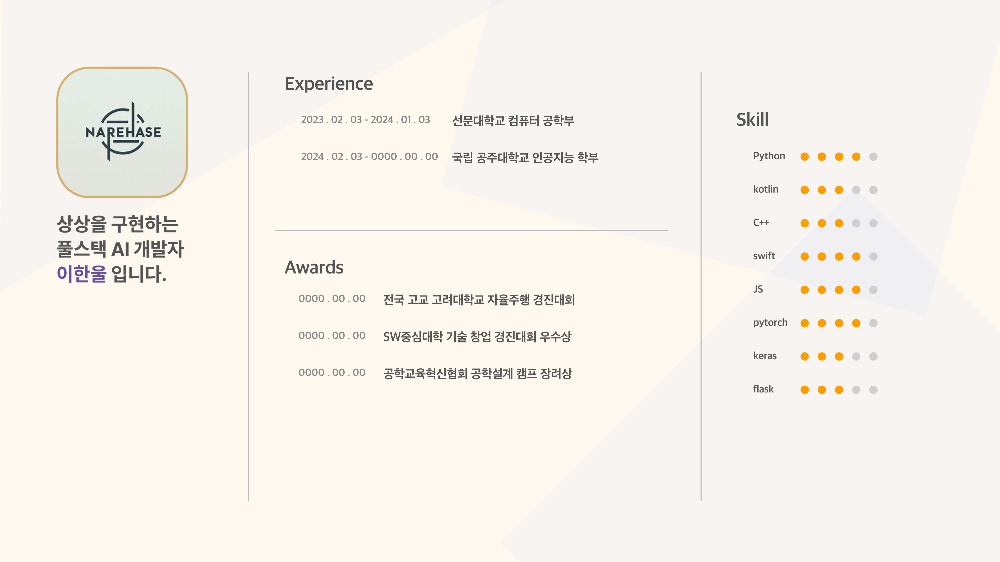 NAREHASE
상상을 구현하는
풀스택 AI 개발자
이한울 입니다.
Experience
2023 . 02 . 03 - 2024 . 01 . 03 선문대학교 컴퓨터 공학부
2024 . 02 . 03 - 0000 . 00 . 00 국립 공주대학교 인공지능 학부
Awards
0000 . 00 . 00 전국 고교 고려대학교 자율주행 경진대회
0000 . 00 . 00 SW중심대학 기술 창업 경진대회 우수상
0000 . 00 . 00 공학교육혁신협회 공학설계 캠프 장려상
Skill
Python
kotlin
C++
swift
JS
pytorch
keras
flask